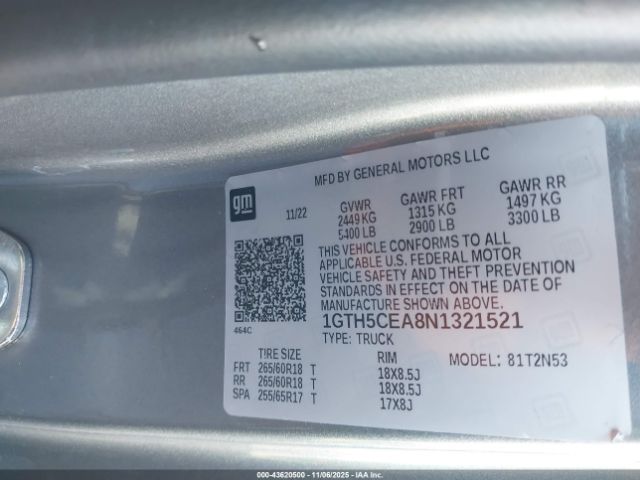 MFD BY GENERAL MOTORS LLC
gm
11/22
GVWR GAWR FRT GAWR RR
2449 KG 1315 KG 1497 KG
5400 LB 2900 LB 3300 LB
THIS VEHICLE CONFORMS TO ALL
APPLICABLE U.S. FEDERAL MOTOR
VEHICLE SAFETY AND THEFT PREVENTION
STANDARDS IN EFFECT ON THE DATE OF
MANUFACTURE SHOWN ABOVE.
1GTH5CEA8N1321521
464C
TYPE: TRUCK
TIRE SIZE RIM MODEL: 81T2N53
FRT 265/60R18 T 18X8.5J
RR 265/60R18 T 18X8.5J
SPA 255/65R17 T 17X8J
000-43620500 - 11/06/2025 - IAA Inc.